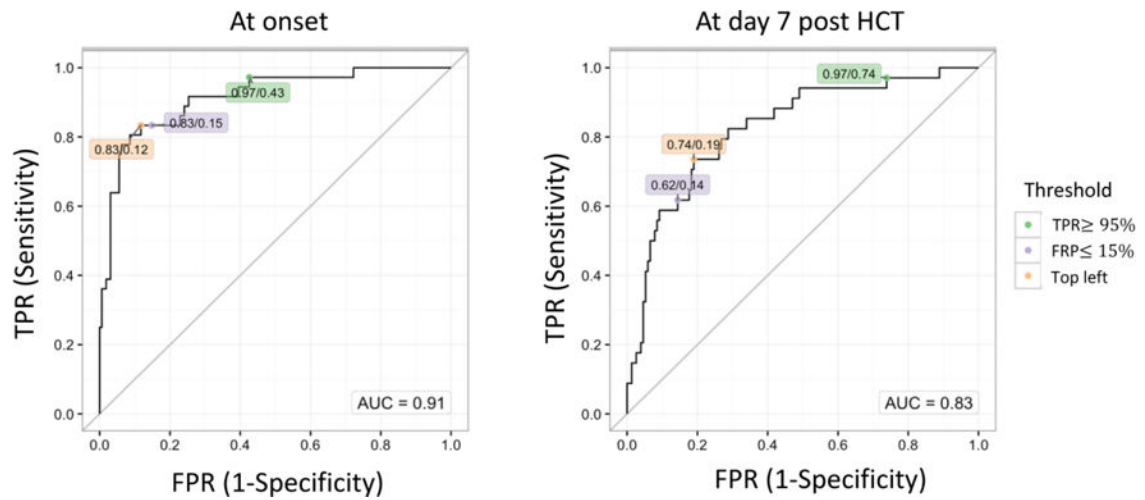 At onset
At day 7 post HCT
TPR (Sensitivity)
1.0
0.8
0.6
0.4
0.2
0.0
0.97/0.43
0.83/0.15
0.83/0.12
AUC = 0.91
0.0 0.2 0.4 0.6 0.8 1.0
FPR (1-Specificity)
TPR (Sensitivity)
1.0
0.8
0.6
0.4
0.2
0.0
0.97/0.74
0.74/0.19
0.62/0.14
AUC = 0.83
0.0 0.2 0.4 0.6 0.8 1.0
FPR (1-Specificity)
Threshold
TPR≥ 95%
FRP≤ 15%
Top left